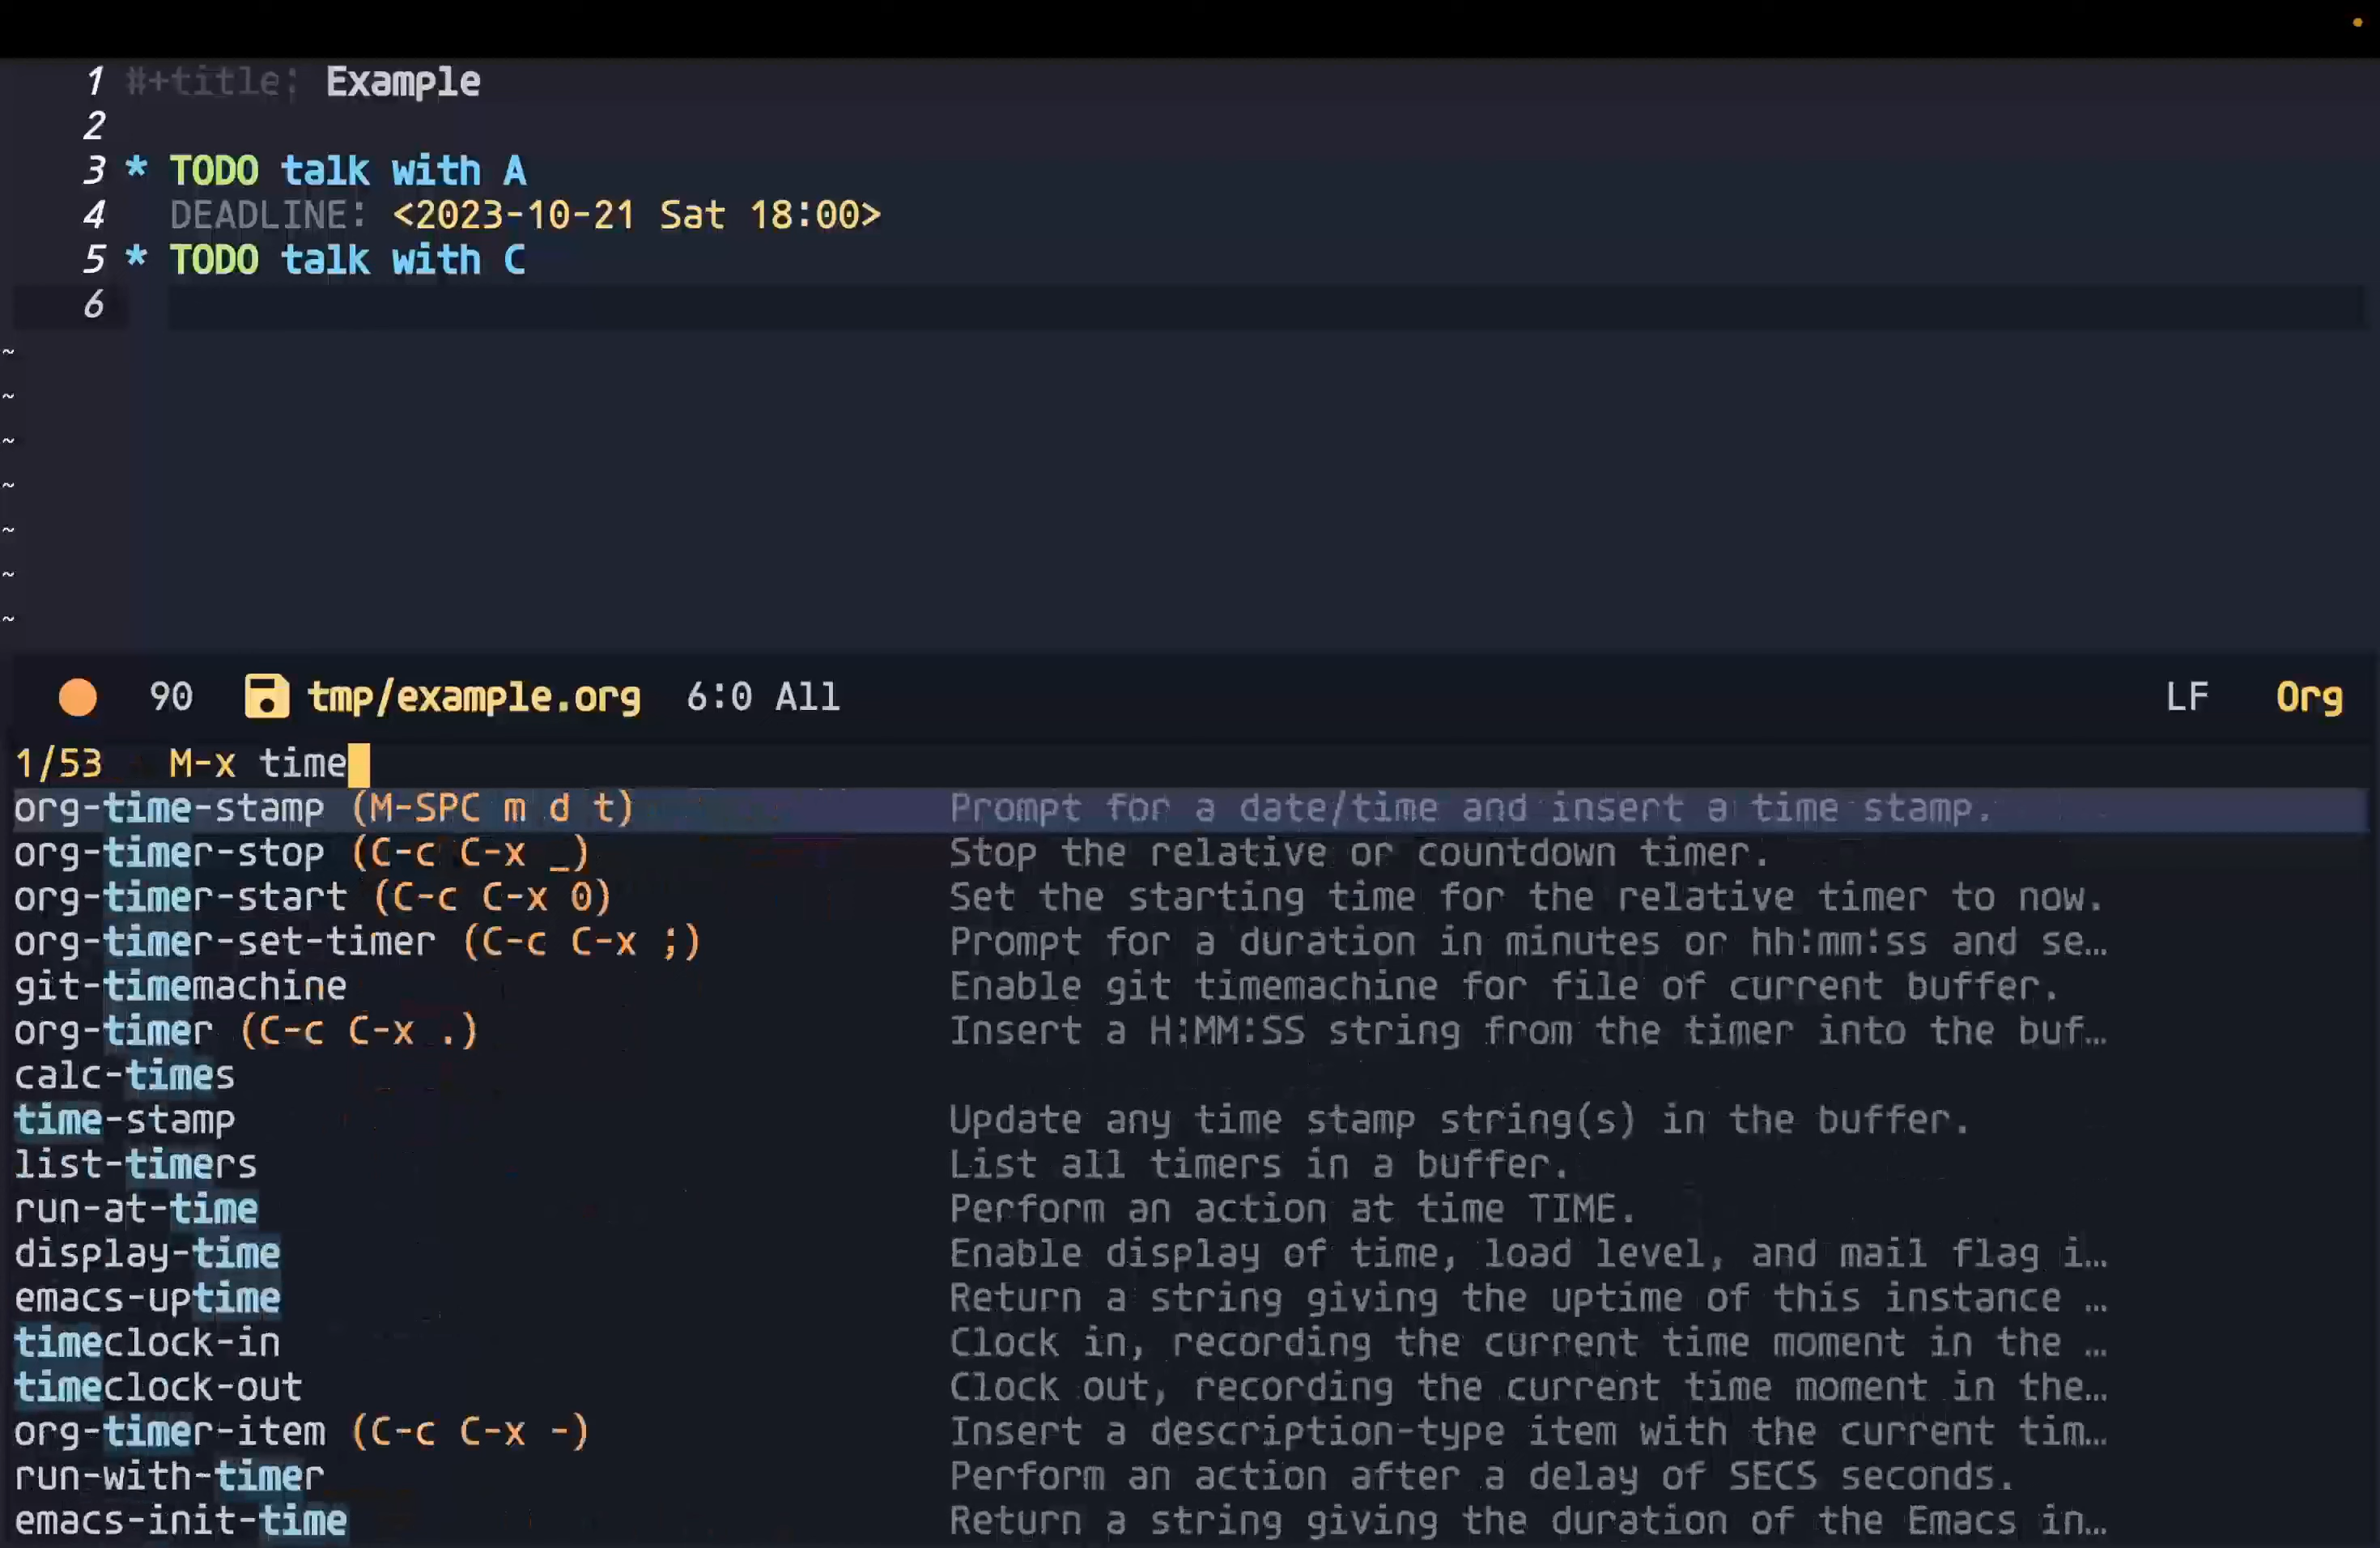 1 #+title: Example
2
3 * TODO talk with A
4 DEADLINE: <2023-10-21 Sat 18:00>
5 * TODO talk with C
6
~
~
~
~
~
~
~
90 tmp/example.org 6:0 All LF Org
1/53 M-x time
org-time-stamp (M-SPC m d t) Prompt for a date/time and insert a time stamp.
org-timer-stop (C-c C-x _) Stop the relative or countdown timer.
org-timer-start (C-c C-x 0) Set the starting time for the relative timer to now.
org-timer-set-timer (C-c C-x ;) Prompt for a duration in minutes or hh:mm:ss and se…
git-timemachine Enable git timemachine for file of current buffer.
org-timer (C-c C-x .) Insert a H:MM:SS string from the timer into the buf…
calc-times
time-stamp Update any time stamp string(s) in the buffer.
list-timers List all timers in a buffer.
run-at-time Perform an action at time TIME.
display-time Enable display of time, load level, and mail flag i…
emacs-uptime Return a string giving the uptime of this instance …
timeclock-in Clock in, recording the current time moment in the …
timeclock-out Clock out, recording the current time moment in the…
org-timer-item (C-c C-x -) Insert a description-type item with the current tim…
run-with-timer Perform an action after a delay of SECS seconds.
emacs-init-time Return a string giving the duration of the Emacs in…